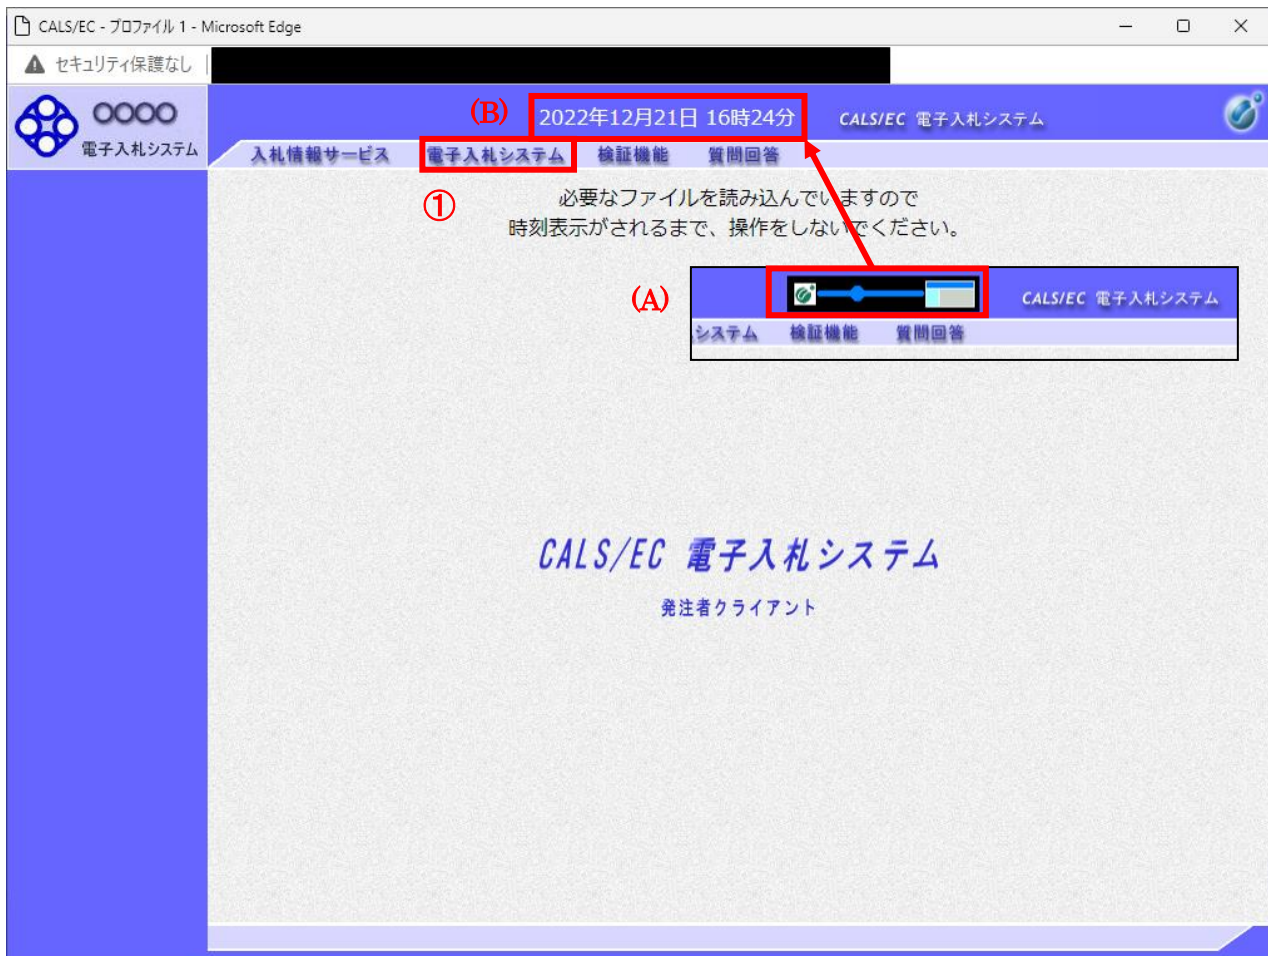 CALS/EC - プロファイル 1 - Microsoft Edge
セキュリティ保護なし
○○○○
電子入札システム
(B)
2022年12月21日 16時24分
CALS/EC 電子入札システム
入札情報サービス 電子入札システム 検証機能 質問回答
①
必要なファイルを読み込んでいますので
時刻表示がされるまで、操作をしないでください。
(A)
CALS/EC 電子入札システム
システム 検証機能 質問回答
CALS/EC 電子入札システム
発注者クライアント